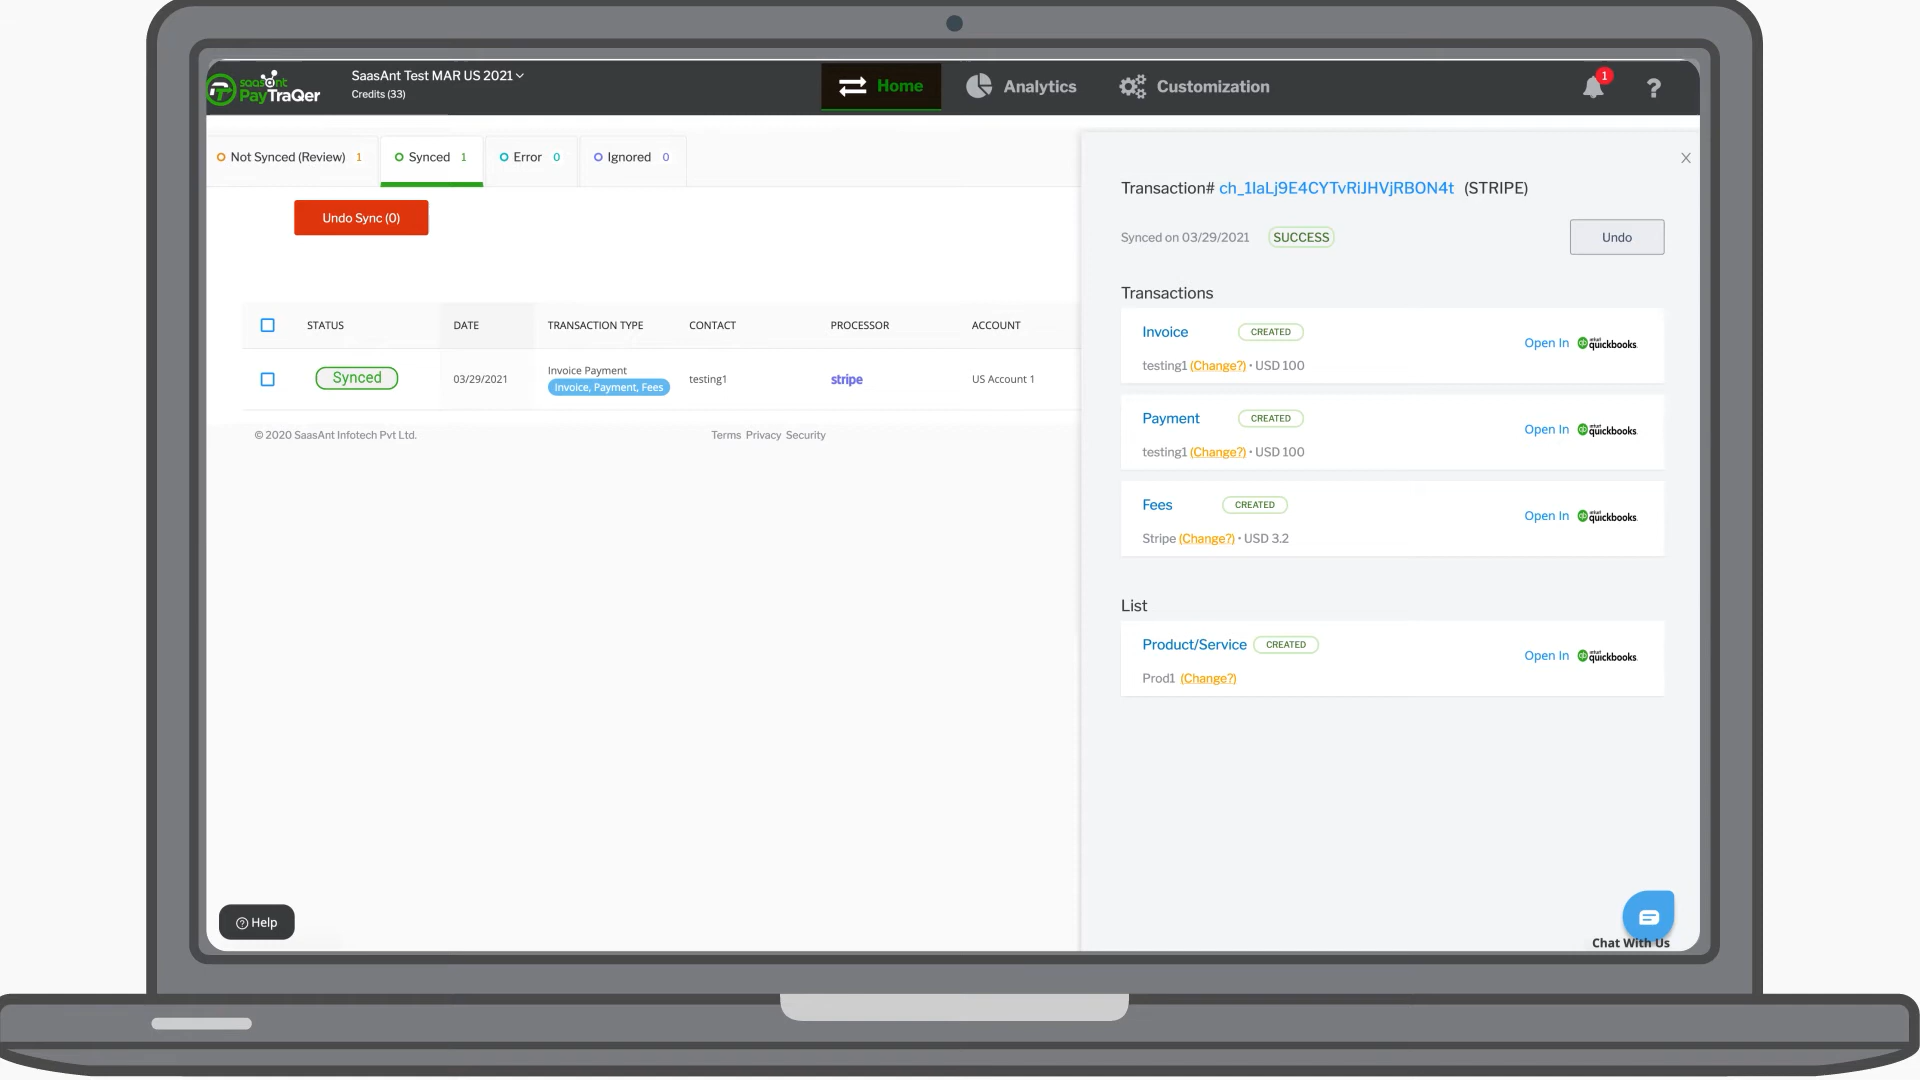 saasAnt
PayTraQer
SaasAnt Test MAR US 2021
Credits (33)
Home
Analytics
Customization
1
?
Not Synced (Review) 1
Synced 1
Error 0
Ignored 0
Undo Sync (0)
STATUS DATE TRANSACTION TYPE CONTACT PROCESSOR ACCOUNT
Synced 03/29/2021 Invoice Payment testing1 stripe US Account 1
Invoice, Payment, Fees
© 2020 SaasAnt Infotech Pvt Ltd. Terms Privacy Security
Help
Transaction# ch_1IaLj9E4CYTvRiJHVjRBON4t (STRIPE)
Synced on 03/29/2021 SUCCESS Undo
Transactions
Invoice CREATED
testing1 (Change?) • USD 100
Open In intuit quickbooks.
Payment CREATED
testing1 (Change?) • USD 100
Open In intuit quickbooks.
Fees CREATED
Stripe (Change?) • USD 3.2
Open In intuit quickbooks.
List
Product/Service CREATED
Prod1 (Change?)
Open In intuit quickbooks.
Chat With Us